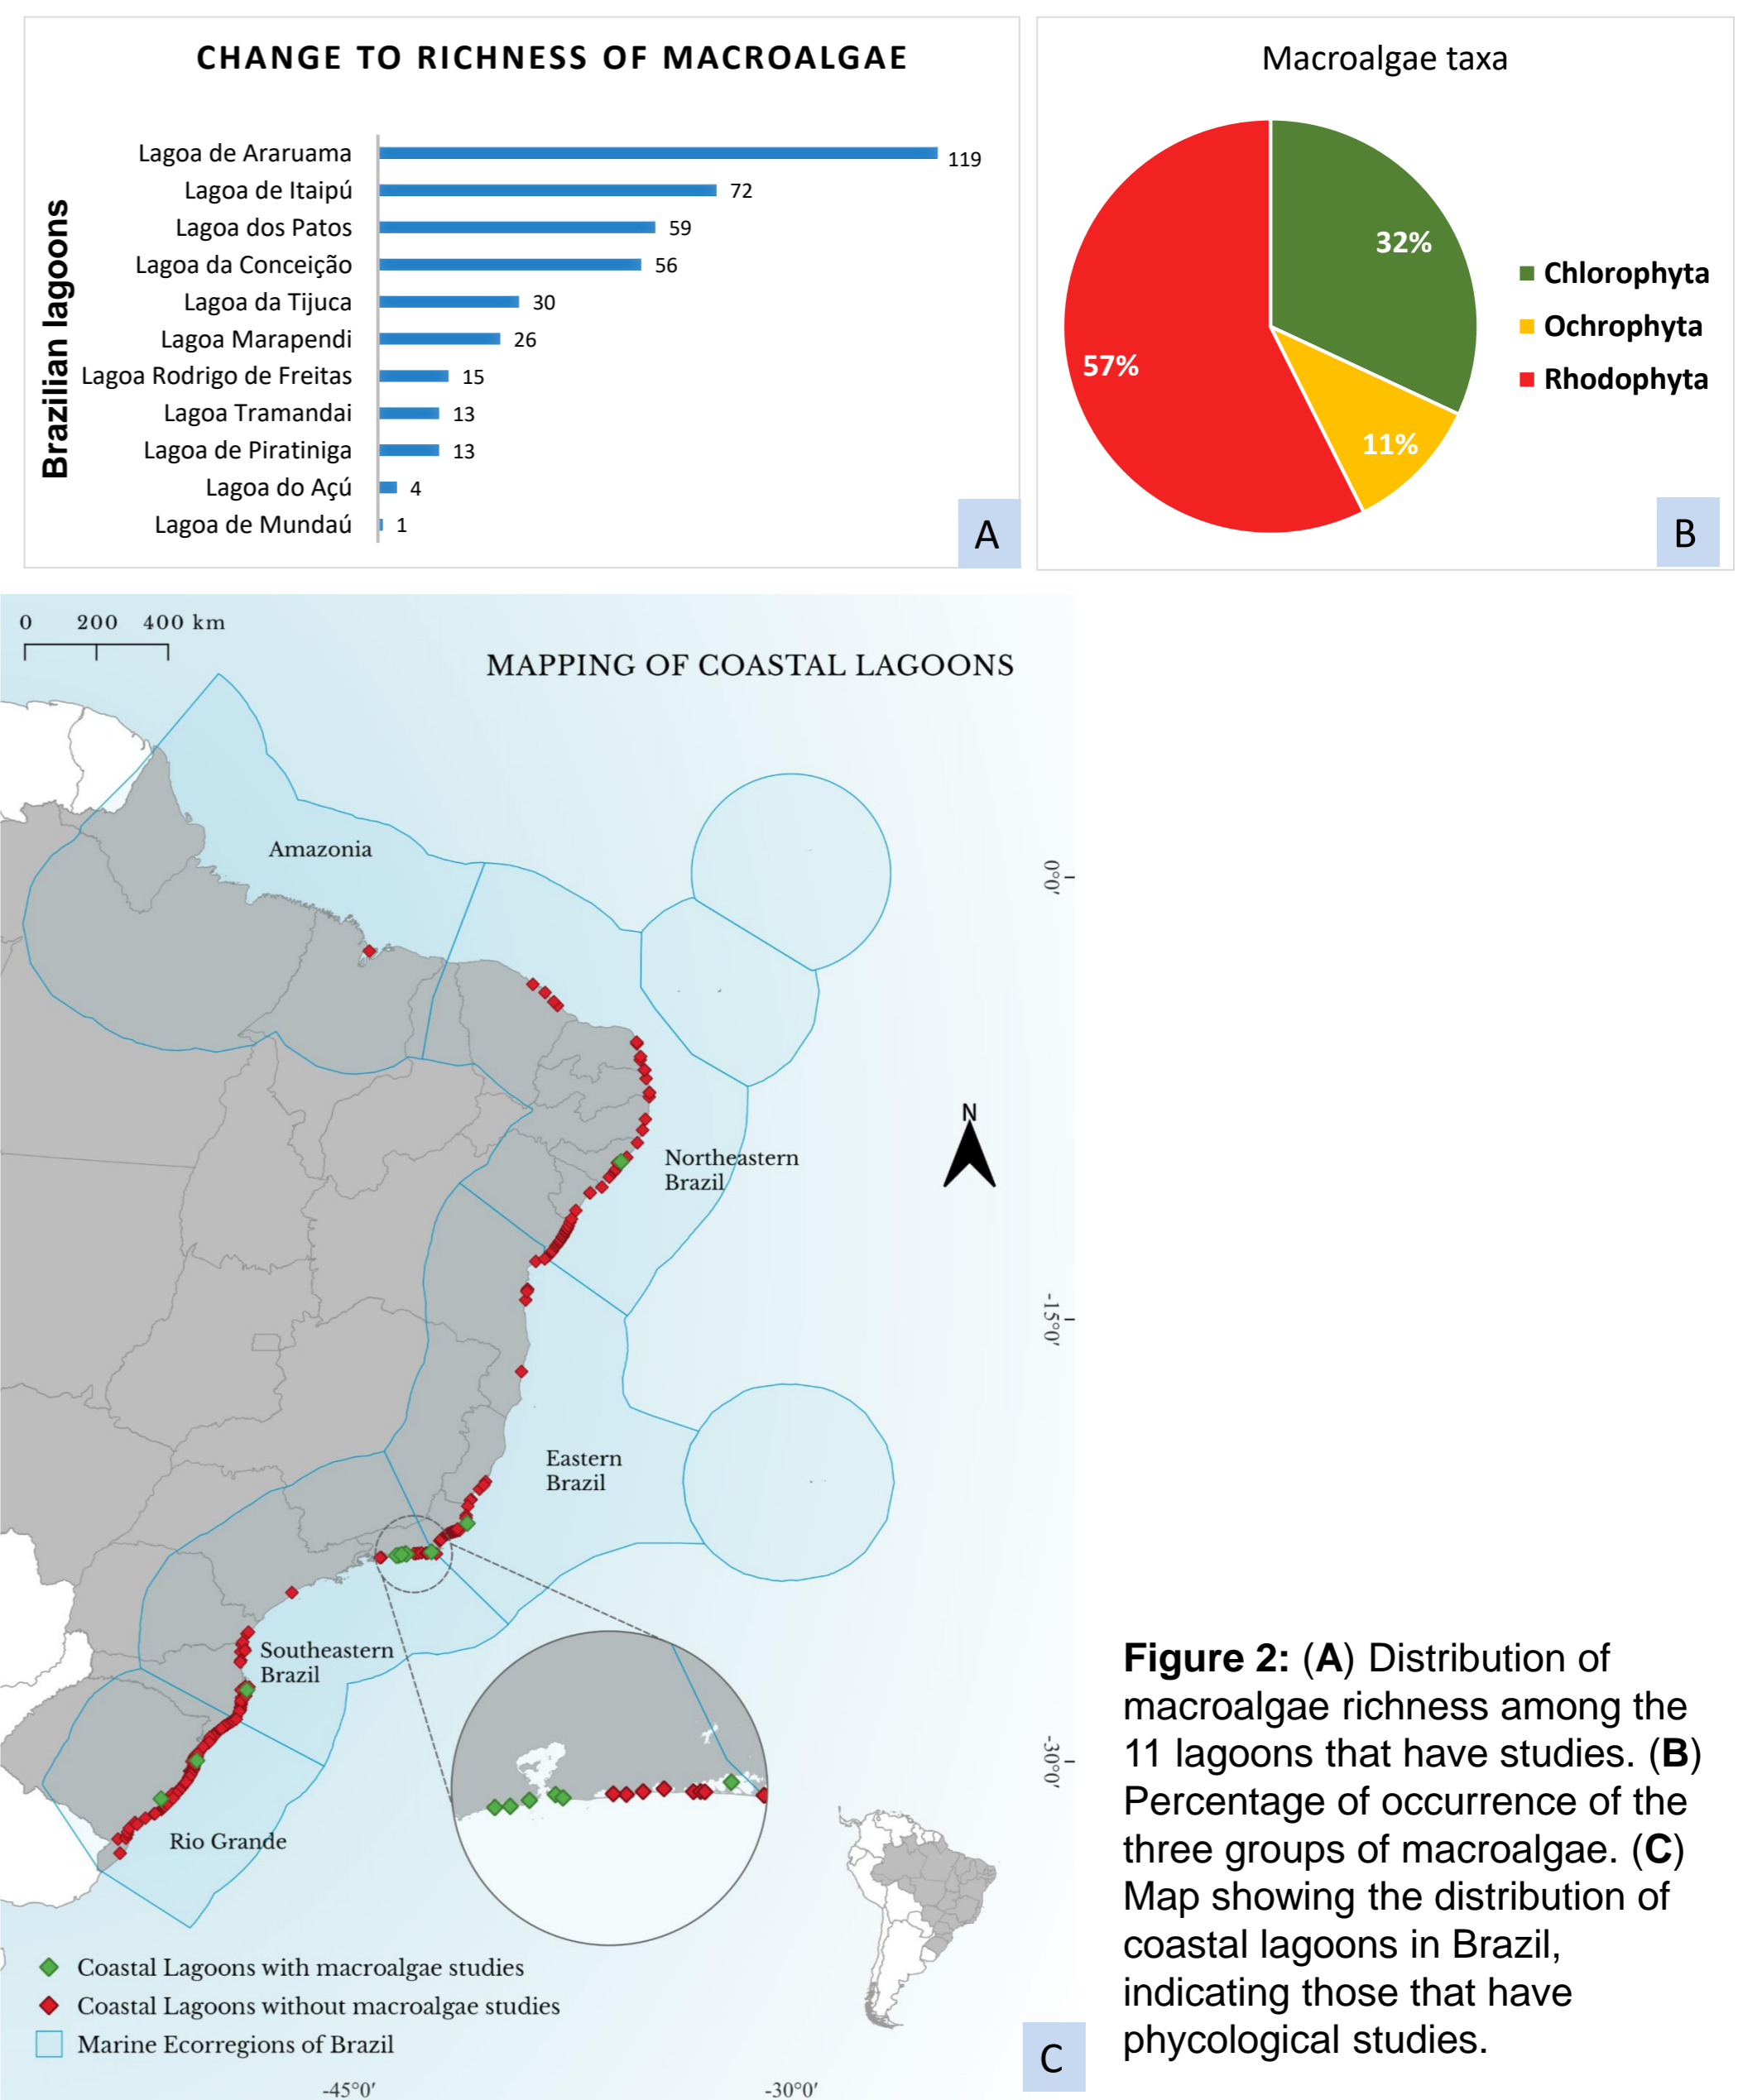 CHANGE TO RICHNESS OF MACROALGAE
Brazilian lagoons
Lagoa de Araruama 119
Lagoa de Itaipú 72
Lagoa dos Patos 59
Lagoa da Conceição 56
Lagoa da Tijuca 30
Lagoa Marapendi 26
Lagoa Rodrigo de Freitas 15
Lagoa Tramandai 13
Lagoa de Piratiniga 13
Lagoa do Açú 4
Lagoa de Mundaú 1
A
Macroalgae taxa
32%
57%
11%
Chlorophyta
Ochrophyta
Rhodophyta
B
0 200 400 km
MAPPING OF COASTAL LAGOONS
Amazonia
0°0'
N
Northeastern
Brazil
-15°0'
Eastern
Brazil
Southeastern
Brazil
-30°0'
Rio Grande
Coastal Lagoons with macroalgae studies
Coastal Lagoons without macroalgae studies
Marine Ecorregions of Brazil
C
-45°0'
-30°0'
Figure 2: (A) Distribution of
macroalgae richness among the
11 lagoons that have studies. (B)
Percentage of occurrence of the
three groups of macroalgae. (C)
Map showing the distribution of
coastal lagoons in Brazil,
indicating those that have
phycological studies.